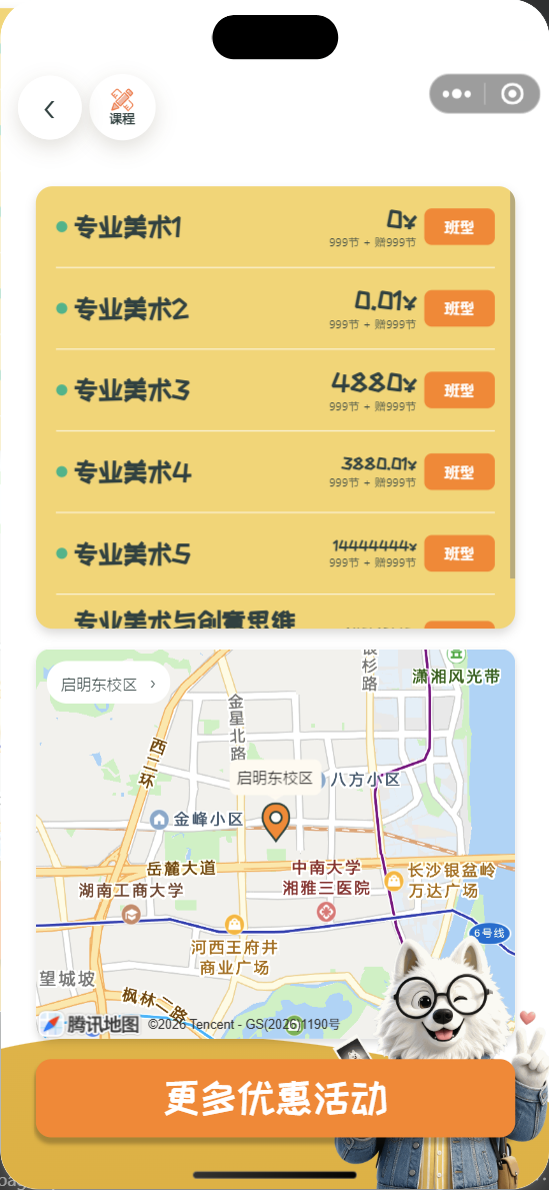 课程
专业美术1
0¥
999节 + 赠999节
班型
专业美术2
0.01¥
999节 + 赠999节
班型
专业美术3
4880¥
999节 + 赠999节
班型
专业美术4
3880.01¥
999节 + 赠999节
班型
专业美术5
14444444¥
999节 + 赠999节
班型
专业美术与创意思维
启明东校区 ›
银杉路
潇湘风光带
金星北路
西二环
启明东校区
八方小区
金峰小区
岳麓大道
中南大学
湘雅三医院
长沙银盆岭
万达广场
湖南工商大学
6号线
河西王府井
商业广场
望城坡
枫林二路
腾讯地图
©2026 Tencent - GS(2026)1190号
更多优惠活动